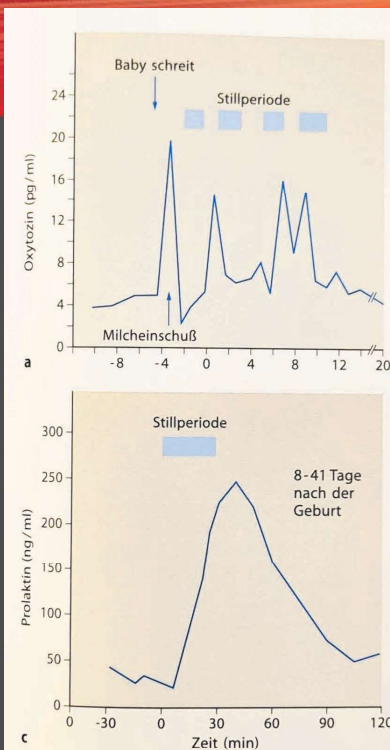 Baby schreit
Stillperiode
Oxytozin (pg/ml)
24
20
16
12
8
4
0
Milcheinschuß
a
-8
-4
0
4
8
12
20
Stillperiode
8-41 Tage
nach der
Geburt
Prolaktin (ng/ml)
300
250
200
150
100
50
0
0
-30
0
30
60
90
120
c
Zeit (min)